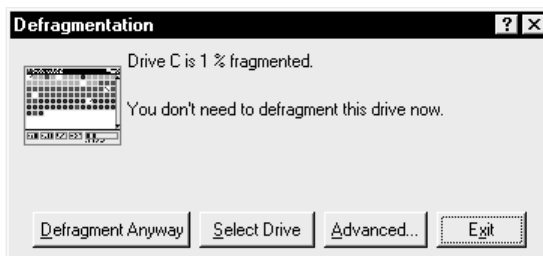 Defragmentation
Drive C is 1 % fragmented.
You don't need to defragment this drive now.
Defragment Anyway
Select Drive
Advanced...
Exit